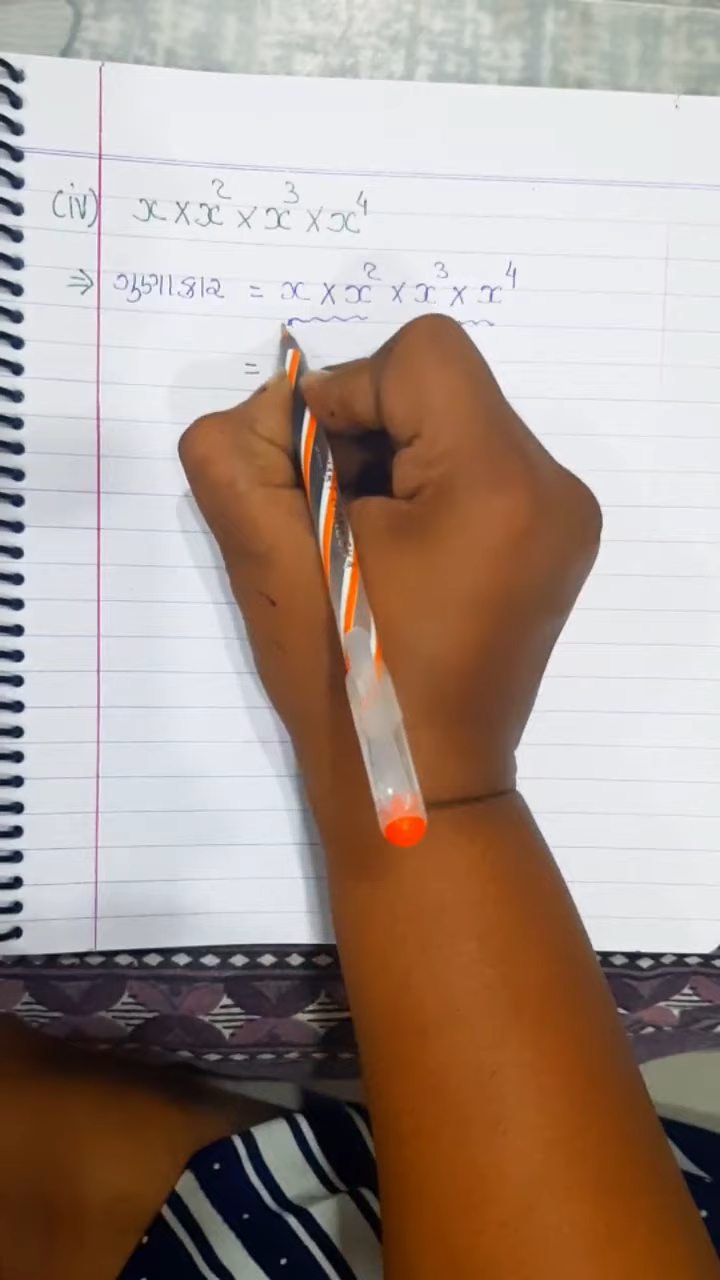 (iv) x × x² × x³ × x⁴
⇒ = x × x² × x³ × x⁴
=